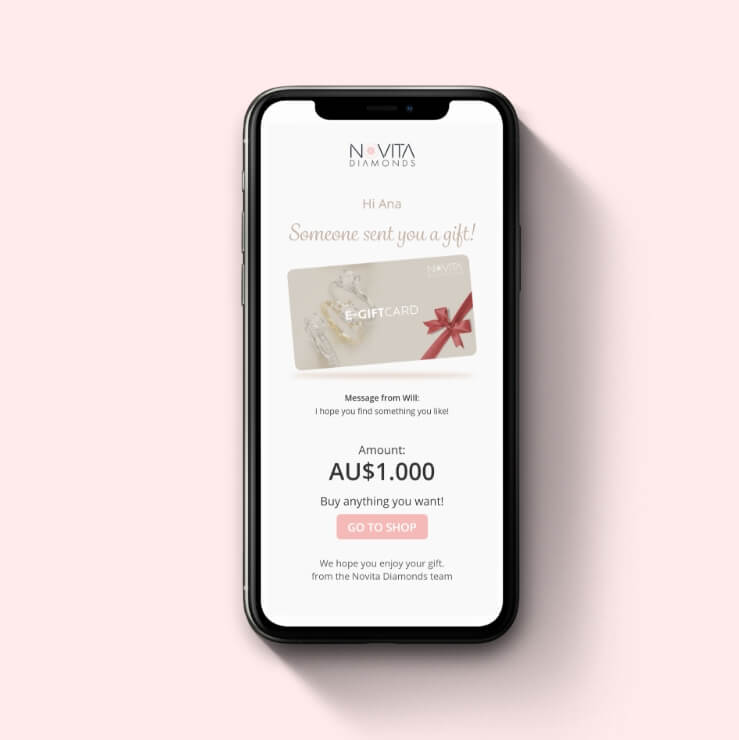 NOVITA
DIAMONDS
Hi Ana
Someone sent you a gift!
NOVITA
E-GIFTCARD
Message from Will:
I hope you find something you like!
Amount:
AU$1.000
Buy anything you want!
GO TO SHOP
We hope you enjoy your gift.
from the Novita Diamonds team